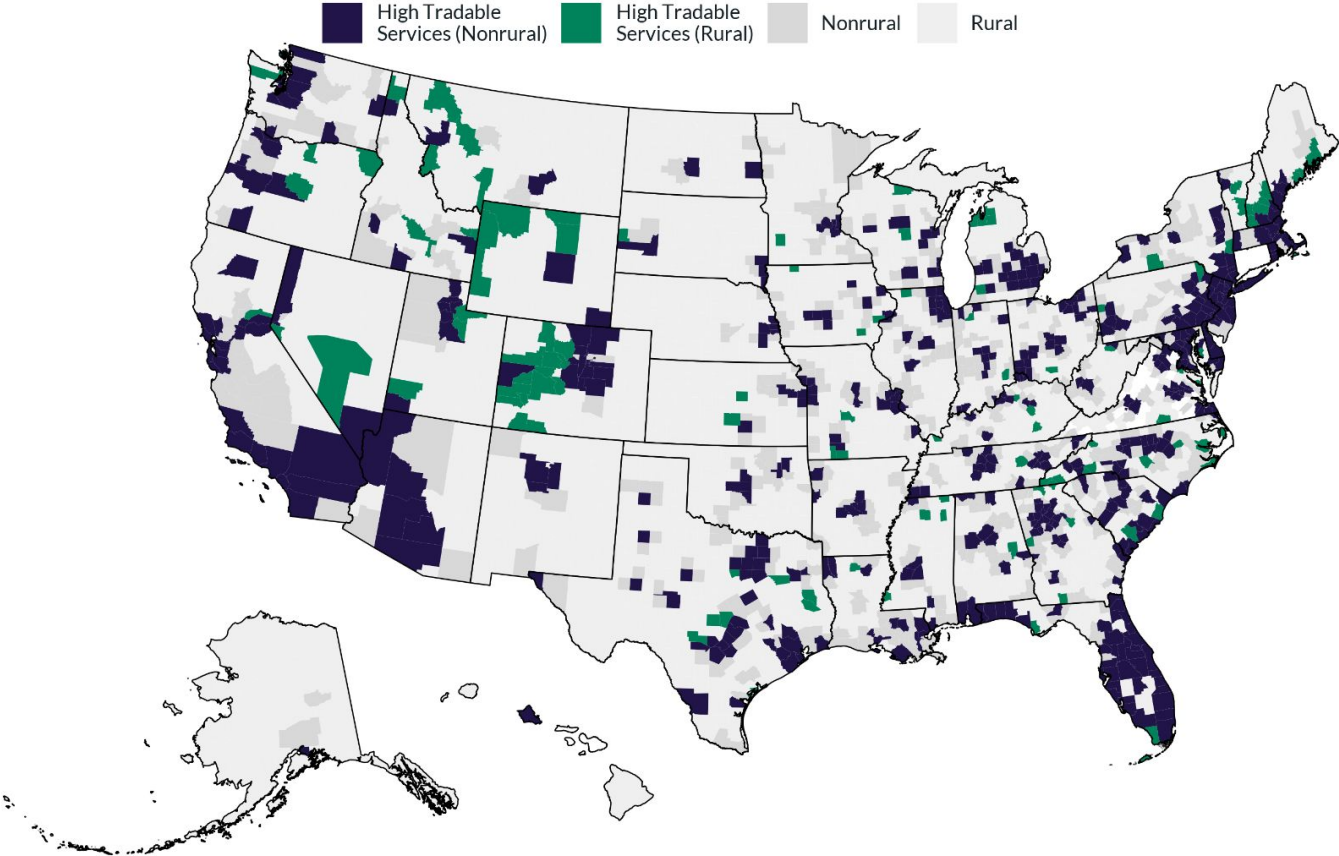 High Tradable
Services (Nonrural)
High Tradable
Services (Rural)
Nonrural
Rural